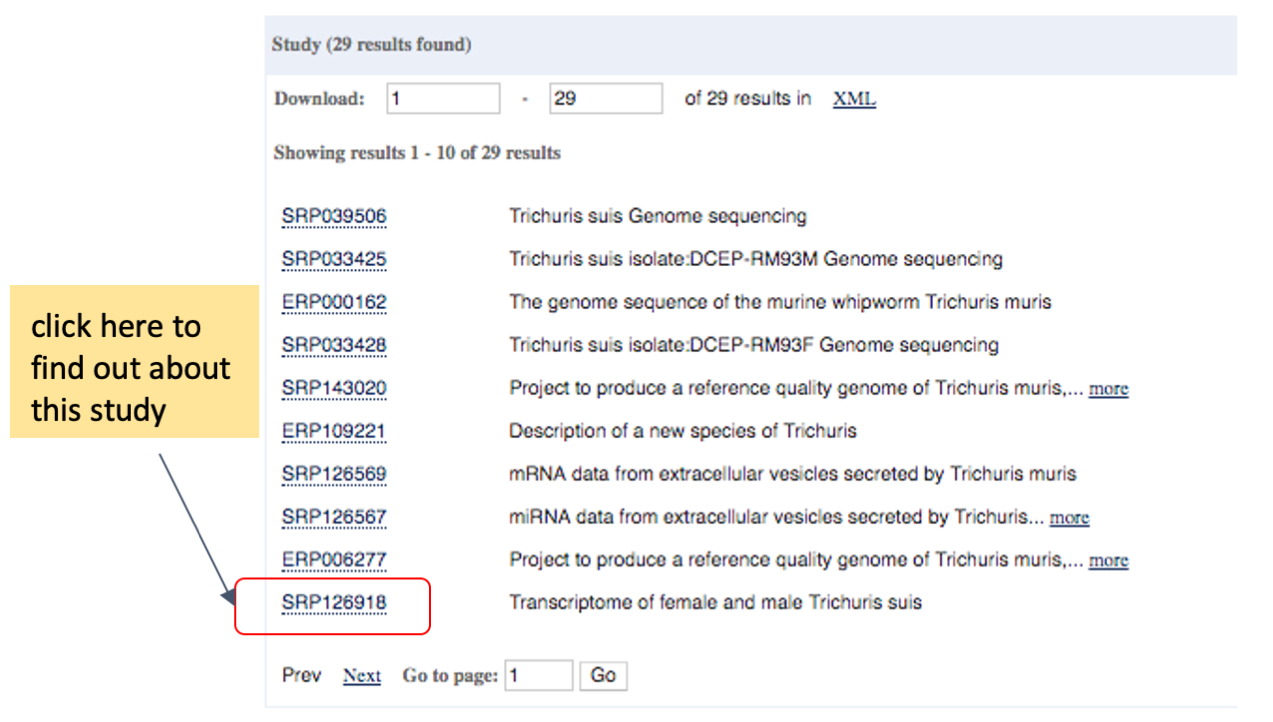 Study (29 results found)
Download: 1 - 29 of 29 results in XML
Showing results 1 - 10 of 29 results
SRP039506 Trichuris suis Genome sequencing
SRP033425 Trichuris suis isolate:DCEP-RM93M Genome sequencing
ERP000162 The genome sequence of the murine whipworm Trichuris muris
SRP033428 Trichuris suis isolate:DCEP-RM93F Genome sequencing
SRP143020 Project to produce a reference quality genome of Trichuris muris,... more
ERP109221 Description of a new species of Trichuris
SRP126569 mRNA data from extracellular vesicles secreted by Trichuris muris
SRP126567 miRNA data from extracellular vesicles secreted by Trichuris... more
ERP006277 Project to produce a reference quality genome of Trichuris muris,... more
SRP126918 Transcriptome of female and male Trichuris suis
Prev Next Go to page: 1 Go
click here to
find out about
this study